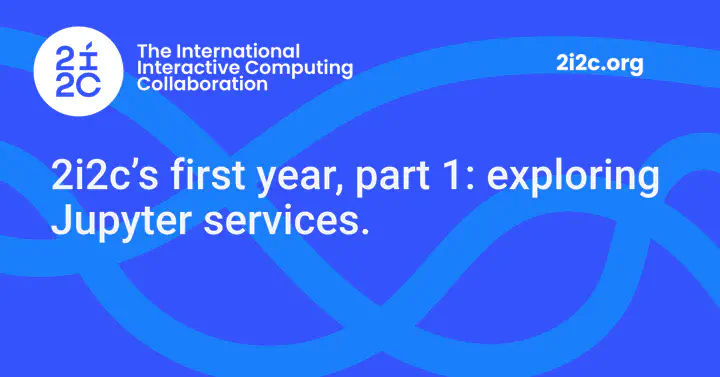 2i
2C
The International
Interactive Computing
Collaboration
2i2c.org
2i2c’s first year, part 1: exploring
Jupyter services.